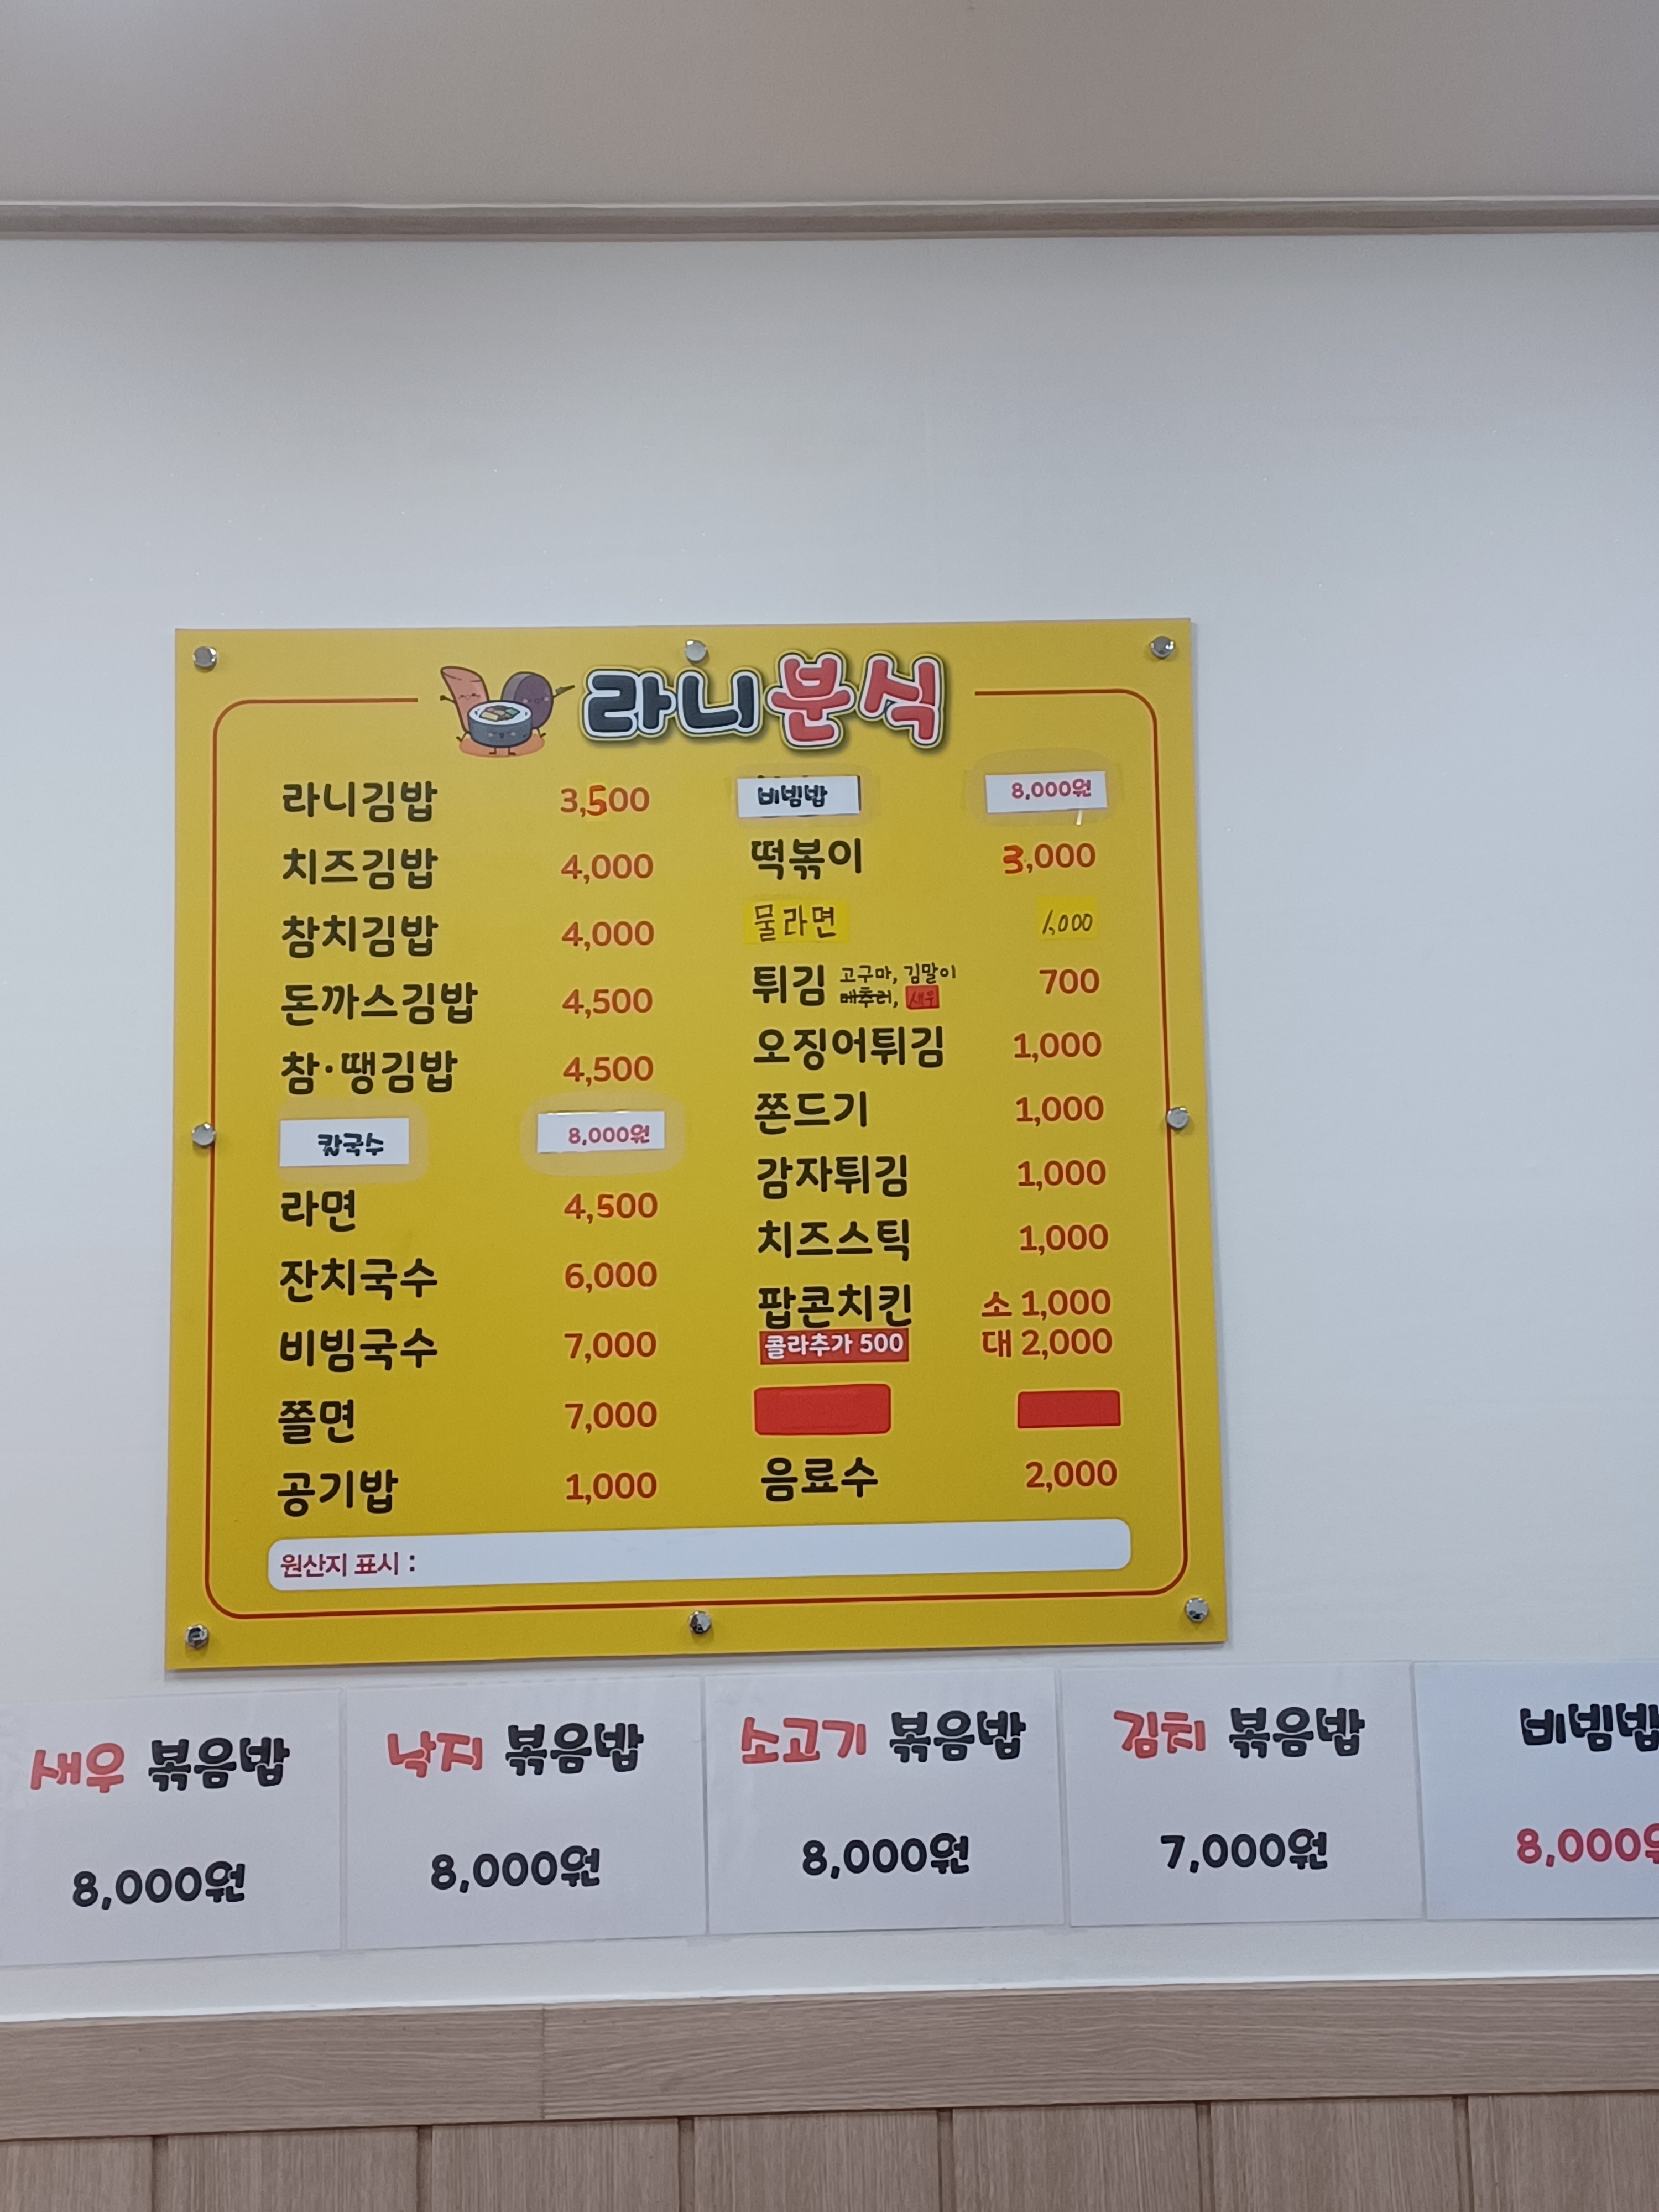 라니분식
라니김밥 3,500
치즈김밥 4,000
참치김밥 4,000
돈까스김밥 4,500
참·땡김밥 4,500
칼국수 8,000원
라면 4,500
잔치국수 6,000
비빔국수 7,000
쫄면 7,000
공기밥 1,000
비빔밥 8,000원
떡볶이 3,000
물라면 1,000
튀김 고구마, 김말이 700
메추리, 새우
오징어튀김 1,000
쫀드기 1,000
감자튀김 1,000
치즈스틱 1,000
팝콘치킨 소 1,000
콜라추가 500 대 2,000
음료수 2,000
원산지 표시 :
새우 볶음밥
8,000원
낙지 볶음밥
8,000원
소고기 볶음밥
8,000원
김치 볶음밥
7,000원
비빔밥
8,000원